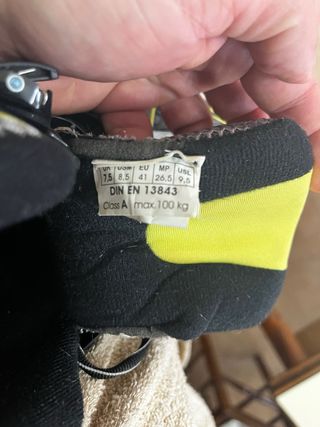 UK USM EU MP USL
7,5 8,5 41 26,5 9,5
DIN EN 13843
Class A max. 100 kg